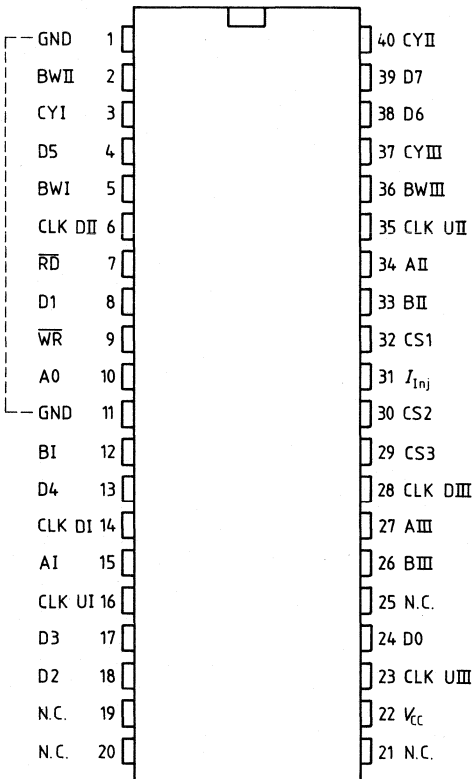 GND 1 40 CYII
BWII 2 39 D7
CYI 3 38 D6
D5 4 37 CYIII
BWI 5 36 BWIII
CLK DII 6 35 CLK UII
R̅D̅ 7 34 AII
D1 8 33 BII
W̅R̅ 9 32 CS1
A0 10 31 I_Inj
GND 11 30 CS2
BI 12 29 CS3
D4 13 28 CLK DIII
CLK DI 14 27 AIII
AI 15 26 BIII
CLK UI 16 25 N.C.
D3 17 24 D0
D2 18 23 CLK UIII
N.C. 19 22 V_CC
N.C. 20 21 N.C.